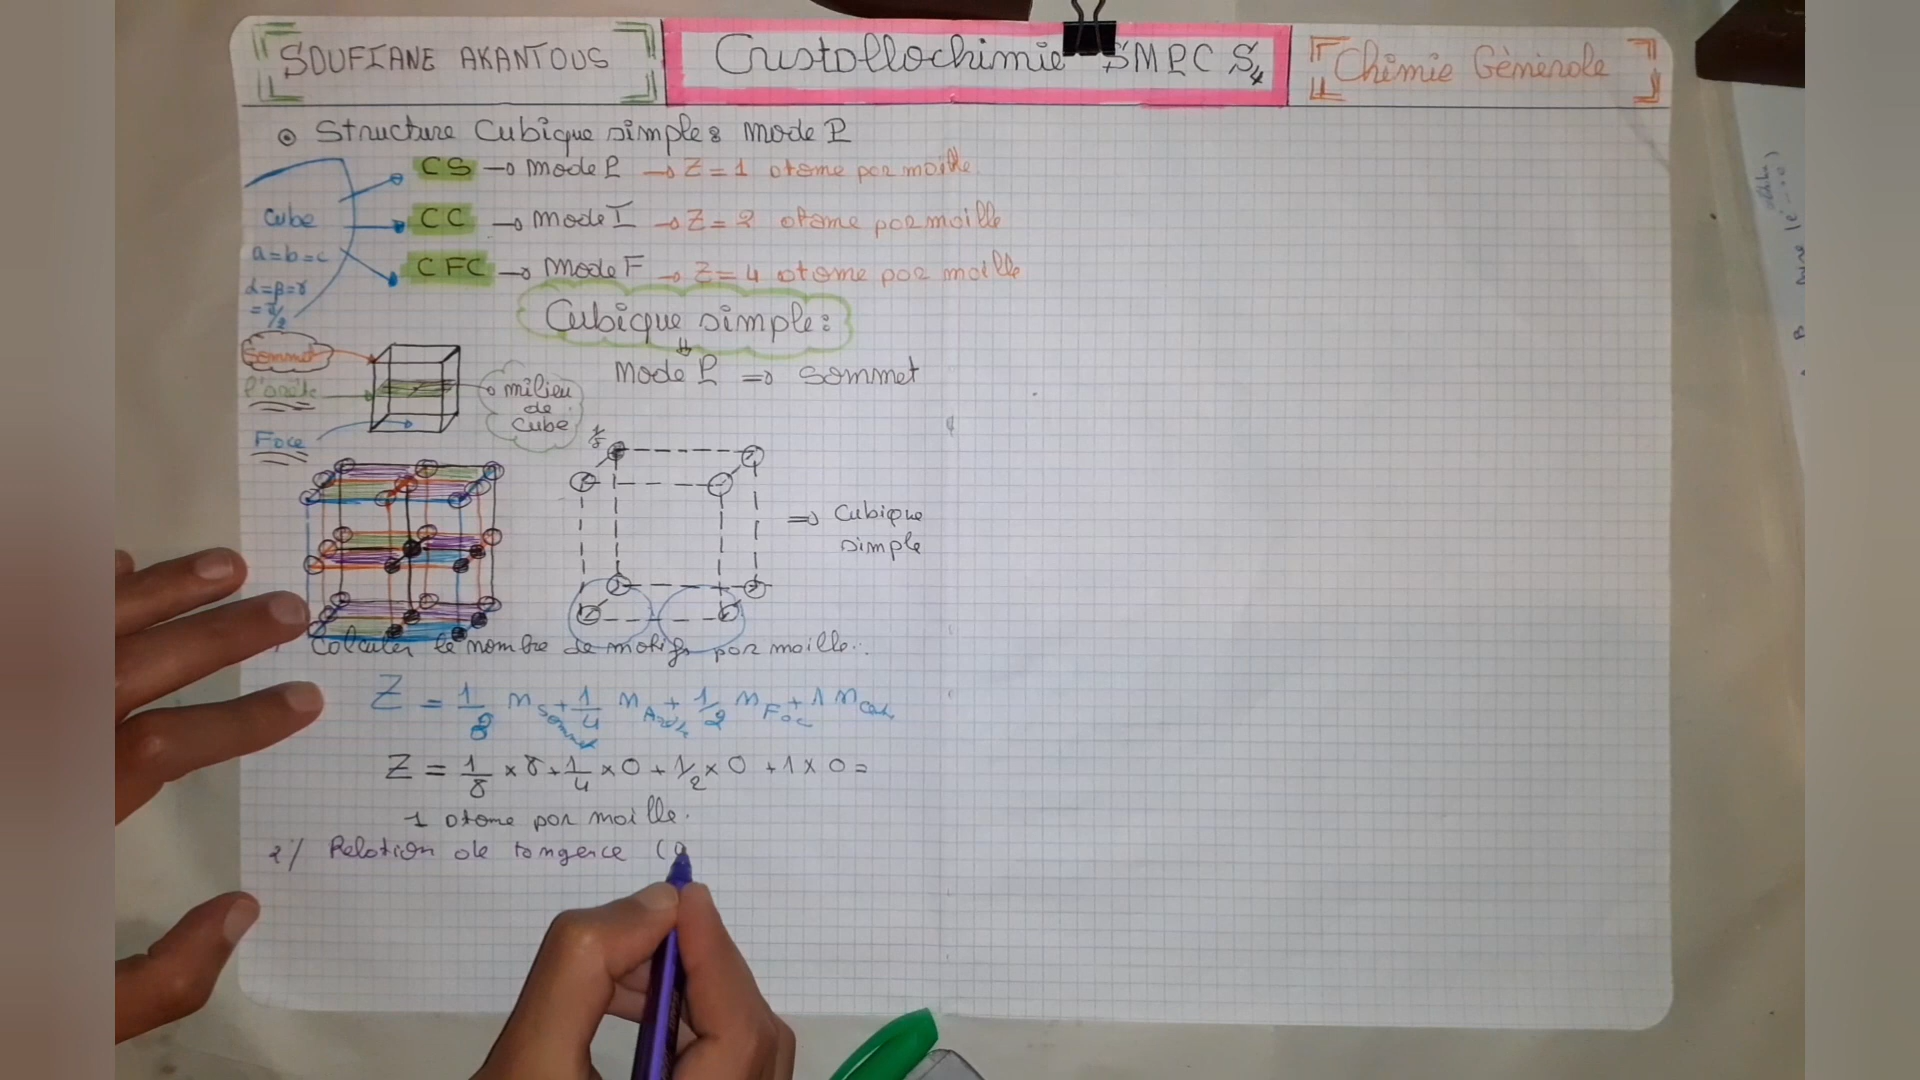 SOUFIANE AKANTOUS
Cristallochimie SMPC S4
Chimie Générale
Structure Cubique simple : mode P
CS → mode P → Z = 1 atome par maille
Cube
CC → mode I → Z = 2 atome par maille
a=b=c
CFC → Mode F → Z = 4 atome par maille
α=β=γ
=π/2
Cubique simple :
Sommet
Mode P ⇒ sommet
l'arête
milieu
de
cube
Face
1/8
⇒ Cubique
simple
Calculer le nombre de motifs par maille.
Z = 1/8 n Sommet + 1/4 n + 1/2 n Fac + 1 n
Z = 1/8 × 8 + 1/4 × 0 + 1/2 × 0 + 1 × 0 =
1 atome par maille.
2/ Relation de tangence (